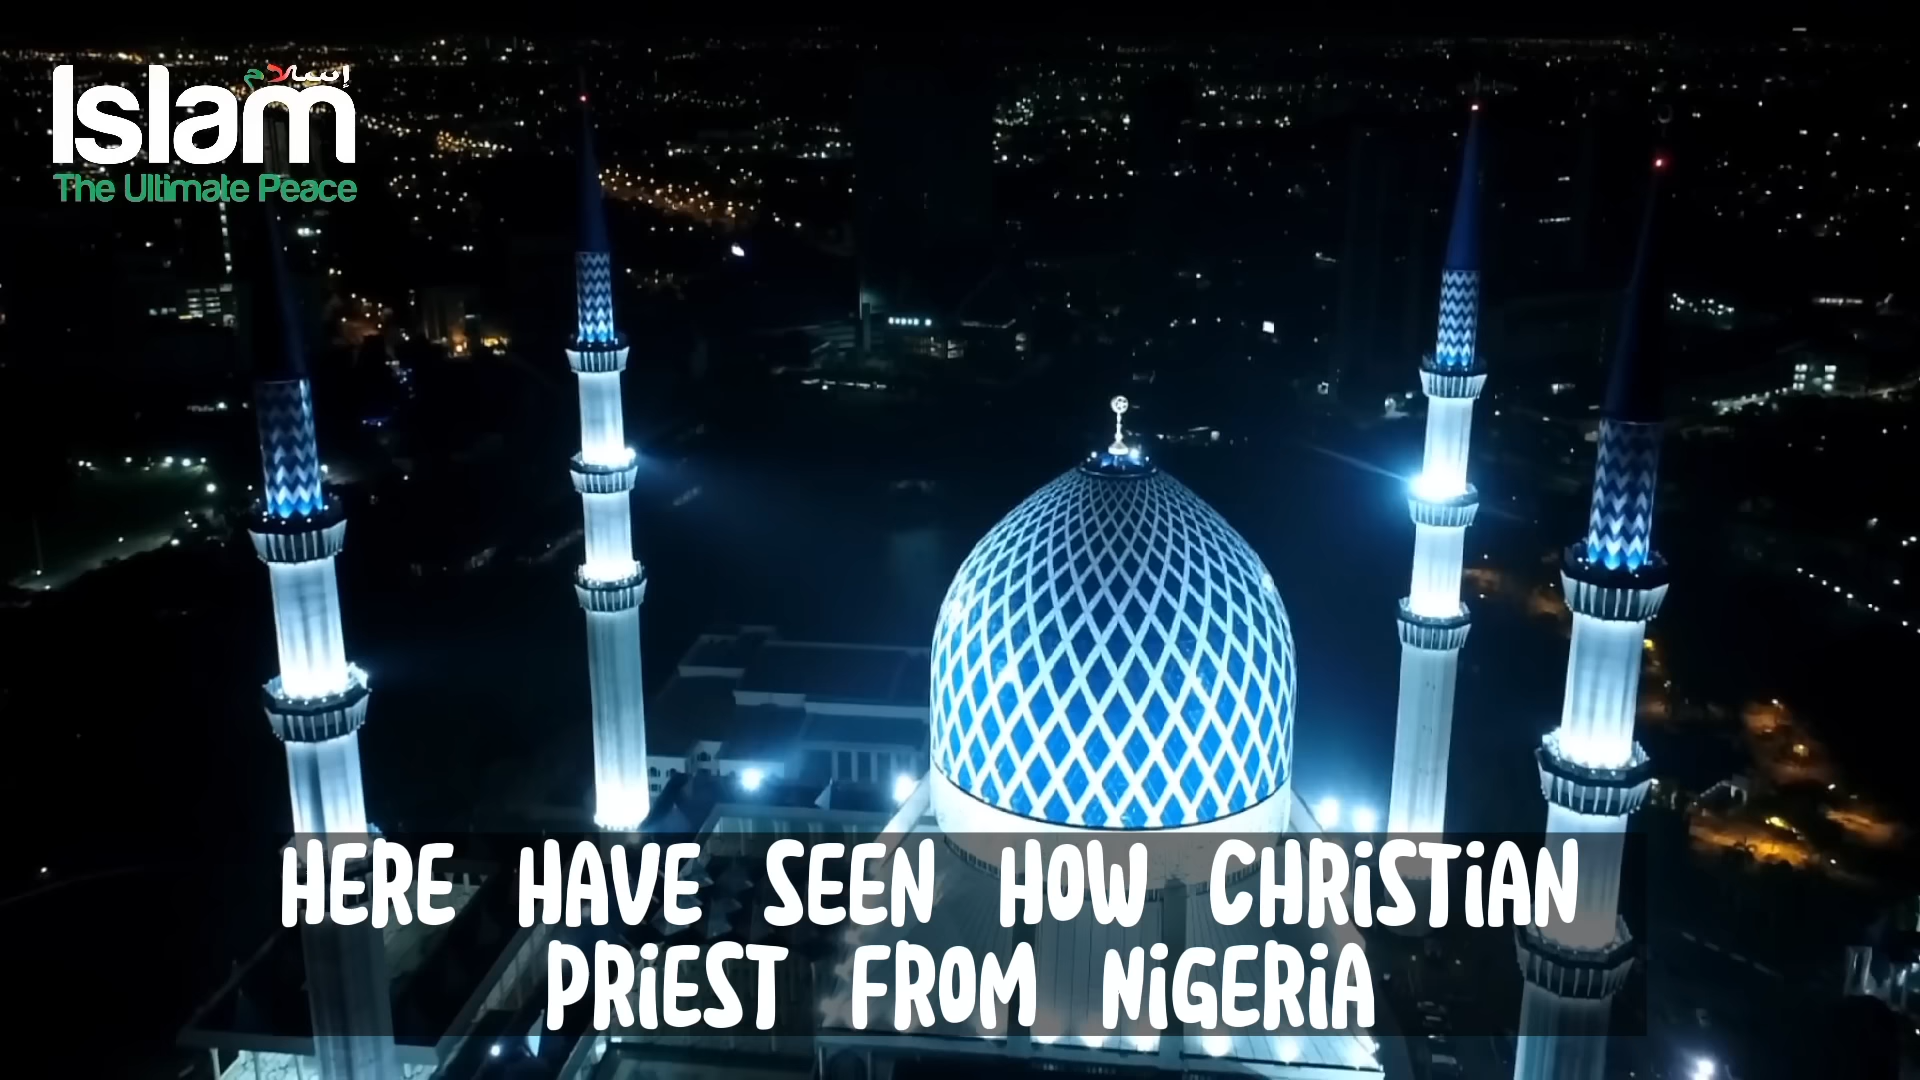 إسلام
Islam
The Ultimate Peace
HERE HAVE SEEN HOW CHRiSTiAN
PRiEST FROM NiGERiA